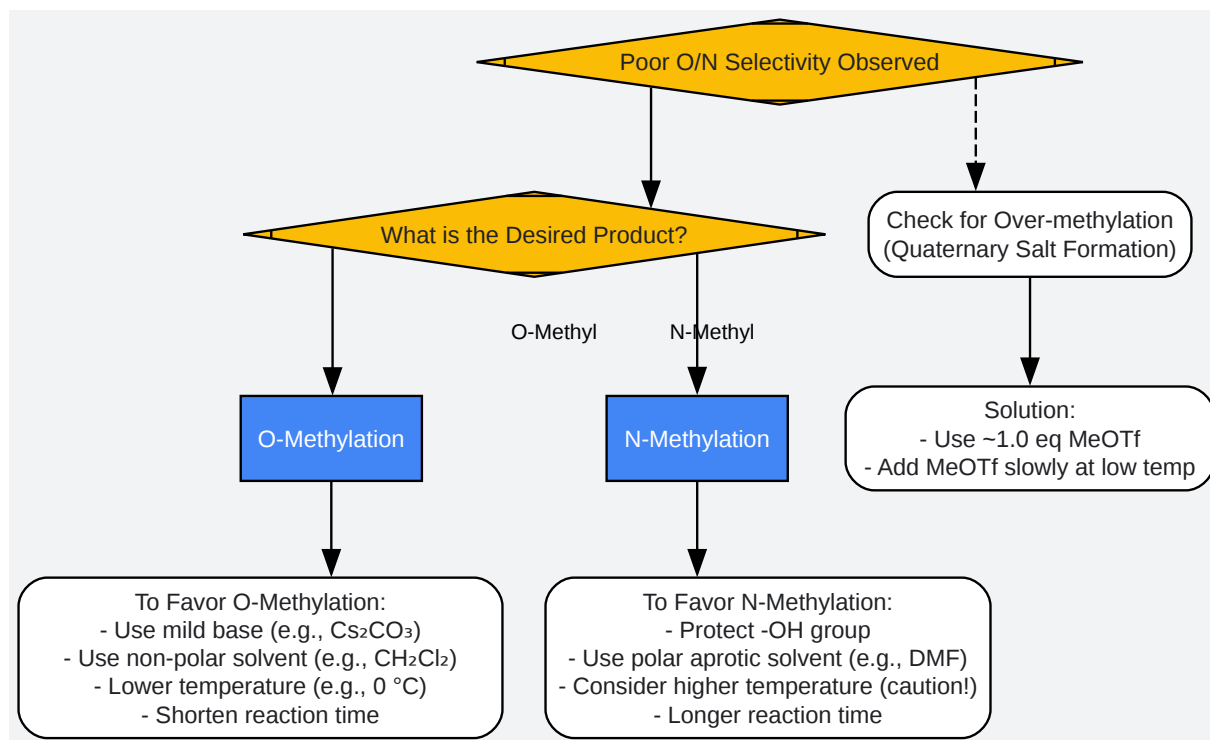 Poor O/N Selectivity Observed
What is the Desired Product?
Check for Over-methylation
(Quaternary Salt Formation)
O-Methyl
N-Methyl
O-Methylation
N-Methylation
Solution:
- Use ~1.0 eq MeOTf
- Add MeOTf slowly at low temp
To Favor O-Methylation:
- Use mild base (e.g., Cs₂CO₃)
- Use non-polar solvent (e.g., CH₂Cl₂)
- Lower temperature (e.g., 0 °C)
- Shorten reaction time
To Favor N-Methylation:
- Protect -OH group
- Use polar aprotic solvent (e.g., DMF)
- Consider higher temperature (caution!)
- Longer reaction time